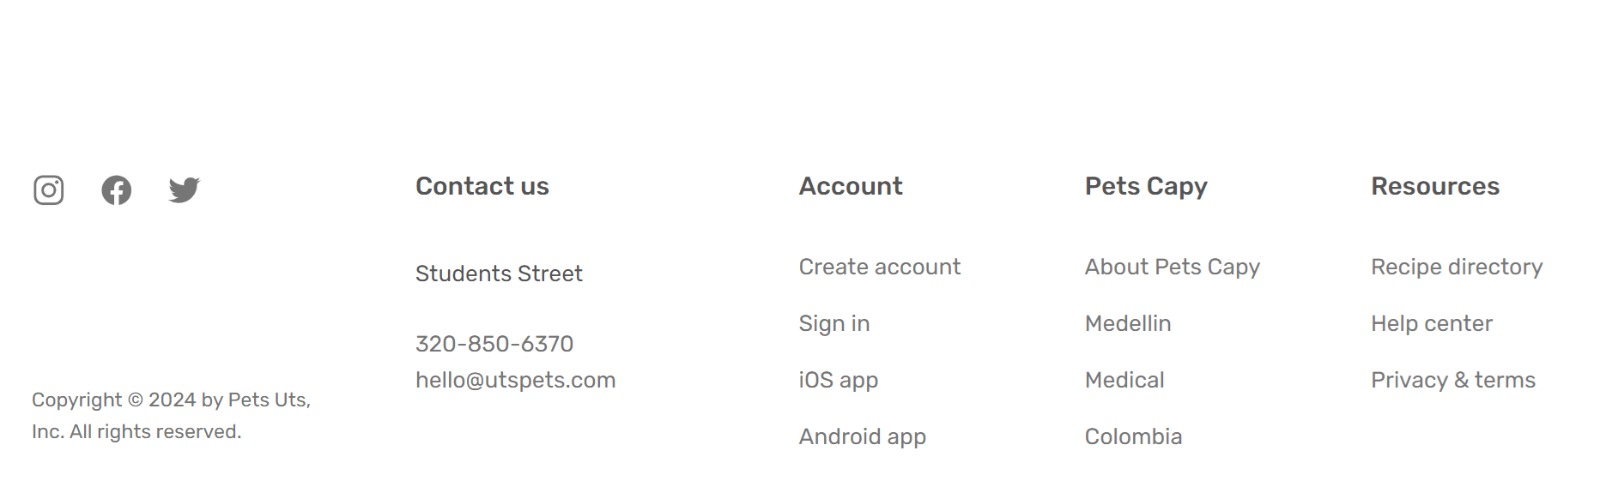 Copyright © 2024 by Pets Uts,
Inc. All rights reserved.
Contact us
Students Street
320-850-6370
hello@utspets.com
Account
Create account
Sign in
iOS app
Android app
Pets Capy
About Pets Capy
Medellin
Medical
Colombia
Resources
Recipe directory
Help center
Privacy & terms